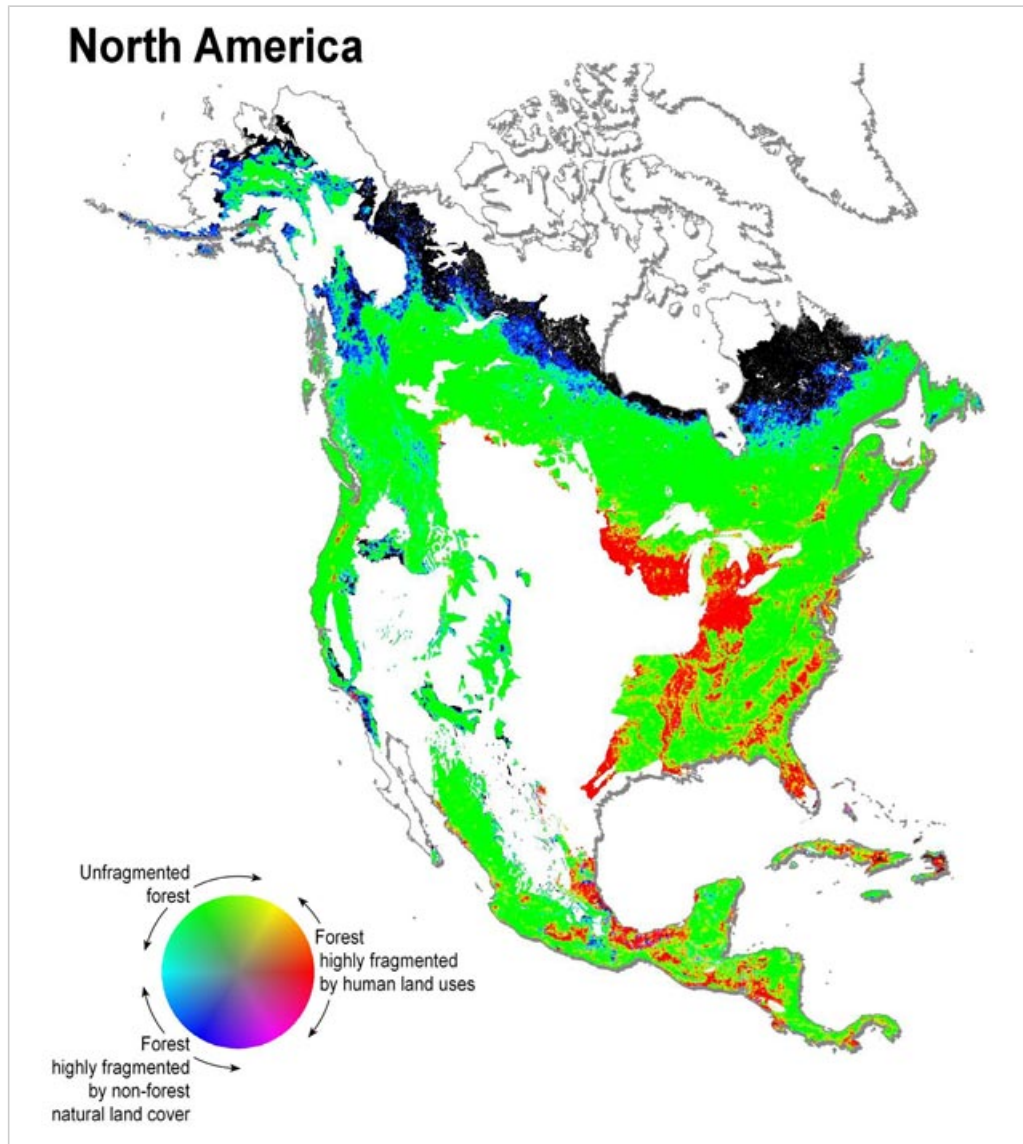 North America
Unfragmented
forest
Forest
highly fragmented
by human land uses
Forest
highly fragmented
by non-forest
natural land cover